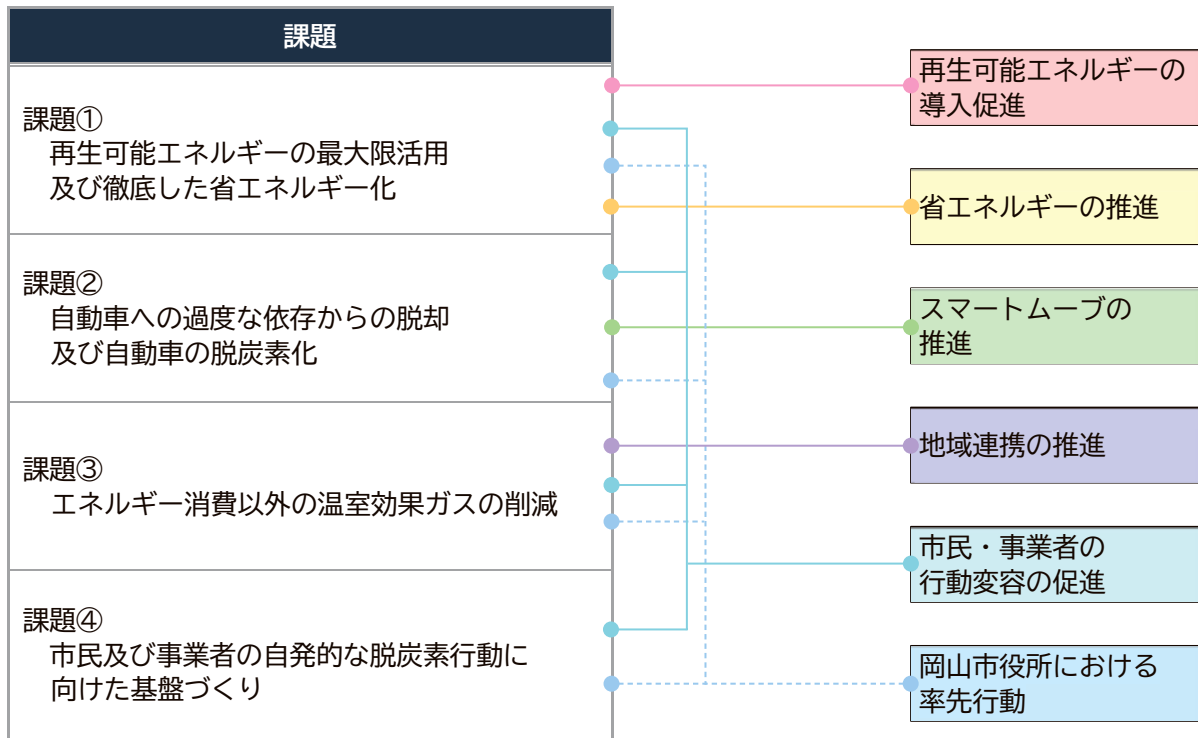 課題
課題①
再生可能エネルギーの最大限活用
及び徹底した省エネルギー化
課題②
自動車への過度な依存からの脱却
及び自動車の脱炭素化
課題③
エネルギー消費以外の温室効果ガスの削減
課題④
市民及び事業者の自発的な脱炭素行動に
向けた基盤づくり
再生可能エネルギーの
導入促進
省エネルギーの推進
スマートムーブの
推進
地域連携の推進
市民・事業者の
行動変容の促進
岡山市役所における
率先行動